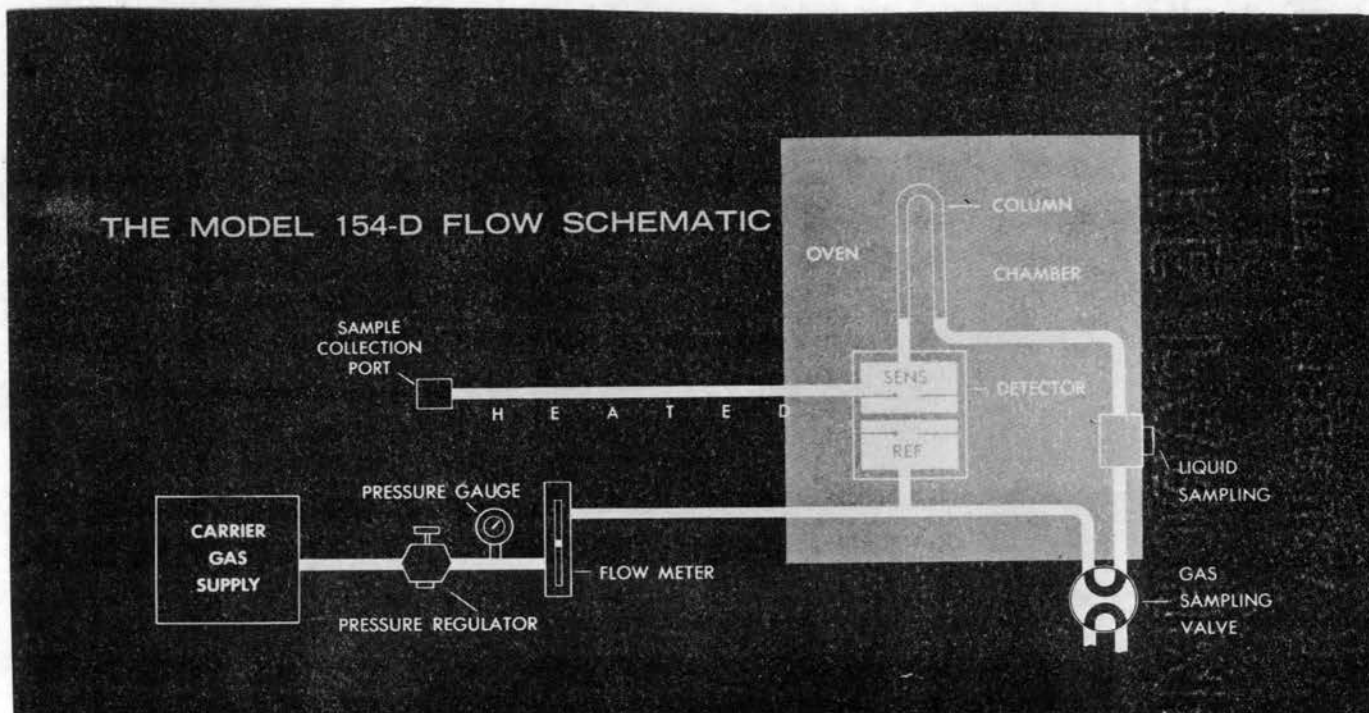 THE MODEL 154-D FLOW SCHEMATIC
COLUMN
OVEN
CHAMBER
SAMPLE
COLLECTION
PORT
SENS
DETECTOR
HEATED
REF
LIQUID
SAMPLING
PRESSURE GAUGE
CARRIER
GAS
SUPPLY
FLOW METER
PRESSURE REGULATOR
GAS
SAMPLING
VALVE